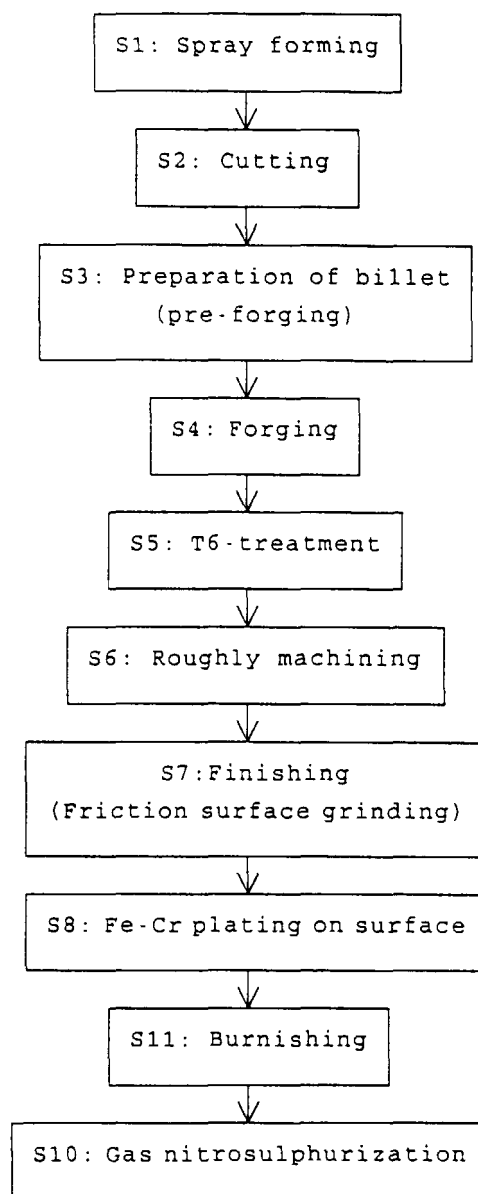 S1: Spray forming
S2: Cutting
S3: Preparation of billet
(pre-forging)
S4: Forging
S5: T6-treatment
S6: Roughly machining
S7:Finishing
(Friction surface grinding)
S8: Fe-Cr plating on surface
S11: Burnishing
S10: Gas nitrosulphurization